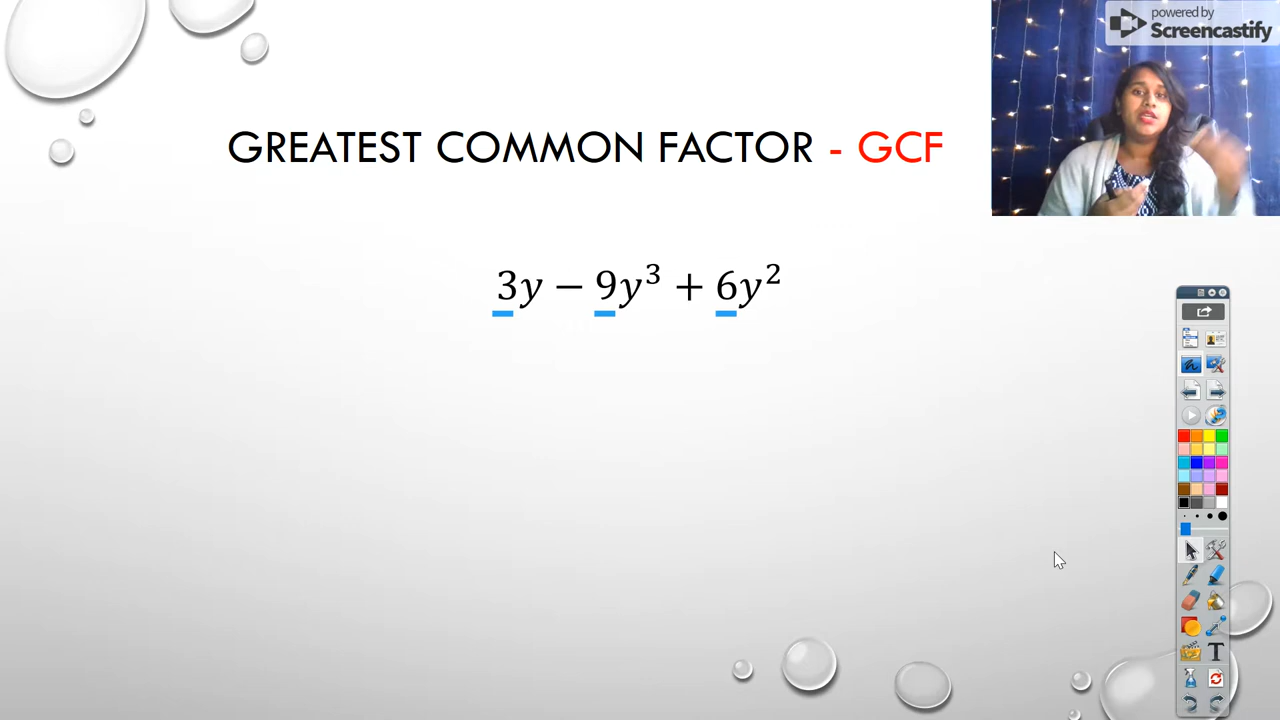 powered by
Screencastify
GREATEST COMMON FACTOR - GCF
3y − 9y³ + 6y²
T